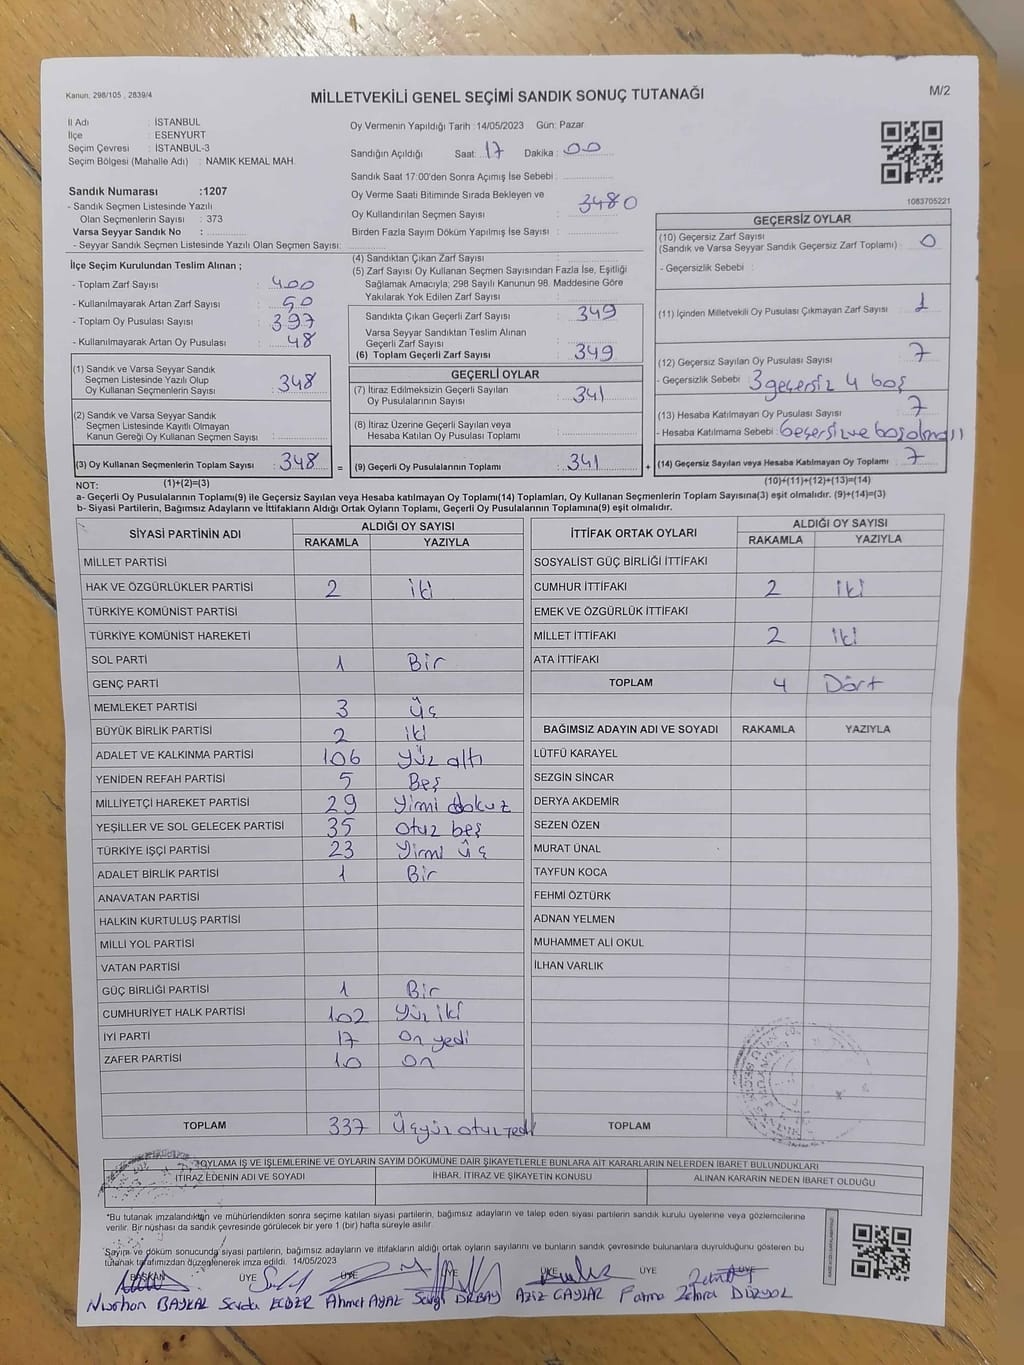 Kanun, 298/105 , 2839/4
MİLLETVEKİLİ GENEL SEÇİMİ SANDIK SONUÇ TUTANAĞI
M/2
İl Adı : İSTANBUL
İlçe : ESENYURT
Seçim Çevresi : İSTANBUL-3
Seçim Bölgesi (Mahalle Adı) : NAMIK KEMAL MAH.
Sandık Numarası :1207
- Sandık Seçmen Listesinde Yazılı
Olan Seçmenlerin Sayısı : 373
Varsa Seyyar Sandık No :
- Seyyar Sandık Seçmen Listesinde Yazılı Olan Seçmen Sayısı:
Oy Vermenin Yapıldığı Tarih :14/05/2023 Gün: Pazar
Sandığın Açıldığı Saat: 17 Dakika : 00
Sandık Saat 17:00'den Sonra Açımış İse Sebebi :
Oy Verme Saati Bitiminde Sırada Bekleyen ve
Oy Kullandırılan Seçmen Sayısı : 3480
Birden Fazla Sayım Döküm Yapılmış İse Sayısı :
1083705221
İlçe Seçim Kurulundan Teslim Alınan ;
- Toplam Zarf Sayısı : 400
- Kullanılmayarak Artan Zarf Sayısı : 50
- Toplam Oy Pusulası Sayısı : 397
- Kullanılmayarak Artan Oy Pusulası : 48
(1) Sandık ve Varsa Seyyar Sandık
Seçmen Listesinde Yazılı Olup
Oy Kullanan Seçmenlerin Sayısı : 348
(2) Sandık ve Varsa Seyyar Sandık
Seçmen Listesinde Kayıtlı Olmayan
Kanun Gereği Oy Kullanan Seçmen Sayısı :
(3) Oy Kullanan Seçmenlerin Toplam Sayısı : 348 =
(4) Sandıktan Çıkan Zarf Sayısı :
(5) Zarf Sayısı Oy Kullanan Seçmen Sayısından Fazla İse, Eşitliği
Sağlamak Amacıyla; 298 Sayılı Kanunun 98. Maddesine Göre
Yakılarak Yok Edilen Zarf Sayısı :
Sandıkta Çıkan Geçerli Zarf Sayısı : 349
Varsa Seyyar Sandıktan Teslim Alınan
Geçerli Zarf Sayısı :
(6) Toplam Geçerli Zarf Sayısı : 349
GEÇERLİ OYLAR
(7) İtiraz Edilmeksizin Geçerli Sayılan
Oy Pusulalarının Sayısı : 341
(8) İtiraz Üzerine Geçerli Sayılan veya
Hesaba Katılan Oy Pusulası Toplamı :
(9) Geçerli Oy Pusulalarının Toplamı : 341 +
GEÇERSİZ OYLAR
(10) Geçersiz Zarf Sayısı
(Sandık ve Varsa Seyyar Sandık Geçersiz Zarf Toplamı) : 0
- Geçersizlik Sebebi :
(11) İçinden Milletvekili Oy Pusulası Çıkmayan Zarf Sayısı : 1
(12) Geçersiz Sayılan Oy Pusulası Sayısı : 7
- Geçersizlik Sebebi 3 geçersiz 4 boş
(13) Hesaba Katılmayan Oy Pusulası Sayısı : 7
- Hesaba Katılmama Sebebi : Geçersiz ve boş
(14) Geçersiz Sayılan veya Hesaba Katılmayan Oy Toplamı : 7
NOT: (1)+(2)=(3)
(10)+(11)+(12)+(13)=(14)
a- Geçerli Oy Pusulalarının Toplamı(9) ile Geçersiz Sayılan veya Hesaba katılmayan Oy Toplamı(14) Toplamları, Oy Kullanan Seçmenlerin Toplam Sayısına(3) eşit olmalıdır. (9)+(14)=(3)
b- Siyasi Partilerin, Bağımsız Adayların ve İttifakların Aldığı Ortak Oyların Toplamı, Geçerli Oy Pusulalarının Toplamına(9) eşit olmalıdır.
SİYASİ PARTİNİN ADI ALDIĞI OY SAYISI
RAKAMLA YAZIYLA
MİLLET PARTİSİ
HAK VE ÖZGÜRLÜKLER PARTİSİ 2 iki
TÜRKİYE KOMÜNİST PARTİSİ
TÜRKİYE KOMÜNİST HAREKETİ
SOL PARTİ 1 Bir
GENÇ PARTİ
MEMLEKET PARTİSİ 3 üç
BÜYÜK BİRLİK PARTİSİ 2 iki
ADALET VE KALKINMA PARTİSİ 106 yüz altı
YENİDEN REFAH PARTİSİ 5 Beş
MİLLİYETÇİ HAREKET PARTİSİ 29 Yirmi dokuz
YEŞİLLER VE SOL GELECEK PARTİSİ 35 otuz beş
TÜRKİYE İŞÇİ PARTİSİ 23 Yirmi üç
ADALET BİRLİK PARTİSİ 1 Bir
ANAVATAN PARTİSİ
HALKIN KURTULUŞ PARTİSİ
MİLLİ YOL PARTİSİ
VATAN PARTİSİ
GÜÇ BİRLİĞİ PARTİSİ 1 Bir
CUMHURİYET HALK PARTİSİ 102 Yüz iki
İYİ PARTİ 17 On yedi
ZAFER PARTİSİ 10 On
TOPLAM 337 Üçyüz otuz yedi
İTTİFAK ORTAK OYLARI ALDIĞI OY SAYISI
RAKAMLA YAZIYLA
SOSYALİST GÜÇ BİRLİĞİ İTTİFAKI
CUMHUR İTTİFAKI 2 iki
EMEK VE ÖZGÜRLÜK İTTİFAKI
MİLLET İTTİFAKI 2 iki
ATA İTTİFAKI
TOPLAM 4 Dört
BAĞIMSIZ ADAYIN ADI VE SOYADI RAKAMLA YAZIYLA
LÜTFÜ KARAYEL
SEZGİN SİNCAR
DERYA AKDEMİR
SEZEN ÖZEN
MURAT ÜNAL
TAYFUN KOCA
FEHMİ ÖZTÜRK
ADNAN YELMEN
MUHAMMET ALİ OKUL
İLHAN VARLIK
TOPLAM
OYLAMA İŞ VE İŞLEMLERİNE VE OYLARIN SAYIM DÖKÜMÜNE DAİR ŞİKAYETLERLE BUNLARA AİT KARARLARIN NELERDEN İBARET BULUNDUKLARI
İTİRAZ EDENİN ADI VE SOYADI İHBAR, İTİRAZ VE ŞİKAYETİN KONUSU ALINAN KARARIN NEDEN İBARET OLDUĞU
*Bu tutanak imzalandıktan ve mühürlendikten sonra seçime katılan siyasi partilerin, bağımsız adayların ve talep eden siyasi partilerin sandık kurulu üyelerine veya gözlemcilerine
verilir. Bir nüshası da sandık çevresinde görülecek bir yere 1 (bir) hafta süreyle asılır.
Sayım ve döküm sonucunda siyasi partilerin, bağımsız adayların ve ittifakların aldığı ortak oyların sayılarını ve bunların sandık çevresinde bulunanlara duyrulduğunu gösteren bu
tutanak tarafımızdan düzenlenerek imza edildi. 14/05/2023
BAŞKAN ÜYE ÜYE ÜYE ÜYE ÜYE ÜYE
Nurhan BAYKAL Sevda Ahmet AYAZ Sevgi Aziz Fatma Zehra